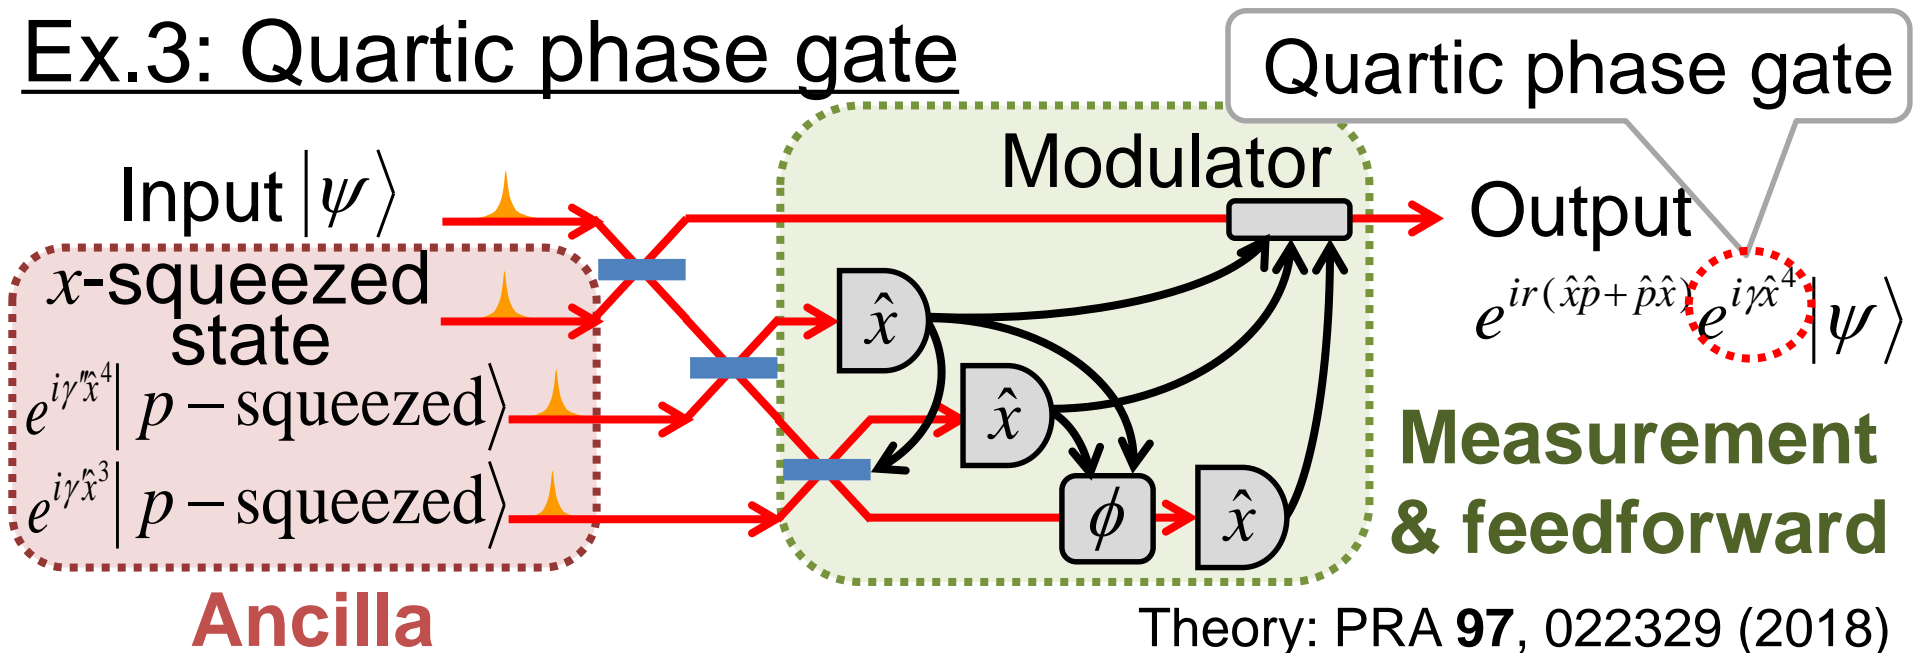 Ex.3: Quartic phase gate
Quartic phase gate
Modulator
Input |ψ⟩
Output
x-squeezed
state
e^{ir(x̂p̂+p̂x̂)} e^{iγx̂⁴}|ψ⟩
x̂
e^{iγ''x̂⁴}|p − squeezed⟩
x̂
e^{iγ'x̂³}|p − squeezed⟩
ϕ
x̂
Measurement
& feedforward
Ancilla
Theory: PRA 97, 022329 (2018)